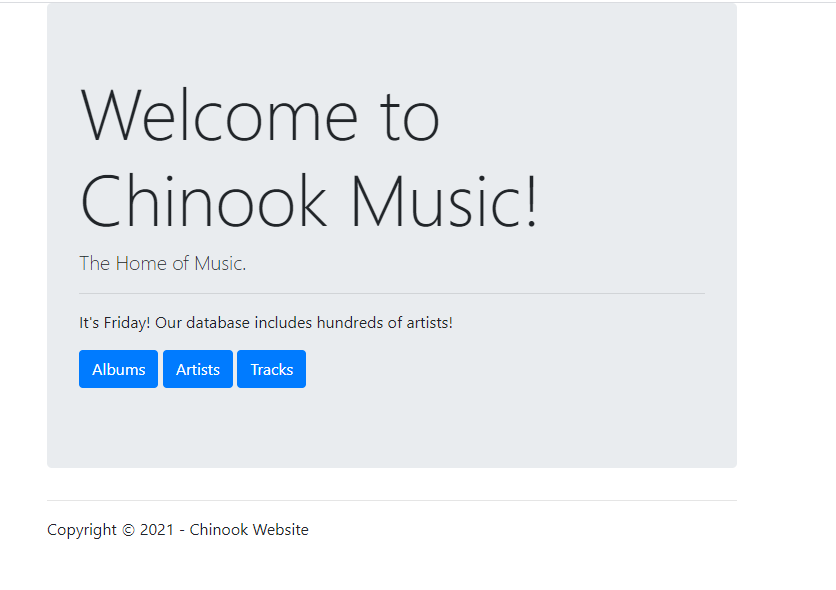 Welcome to
Chinook Music!
The Home of Music.
It's Friday! Our database includes hundreds of artists!
Albums Artists Tracks
Copyright © 2021 - Chinook Website